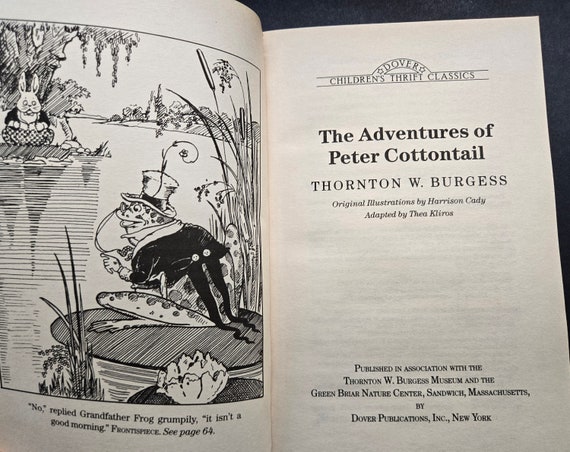 "No," replied Grandfather Frog grumpily, "it isn't a
good morning." FRONTISPIECE. See page 64.
DOVER
CHILDREN'S THRIFT CLASSICS
The Adventures of
Peter Cottontail
THORNTON W. BURGESS
Original Illustrations by Harrison Cady
Adapted by Thea Kliros
PUBLISHED IN ASSOCIATION WITH THE
THORNTON W. BURGESS MUSEUM AND THE
GREEN BRIAR NATURE CENTER, SANDWICH, MASSACHUSETTS,
BY
DOVER PUBLICATIONS, INC., NEW YORK